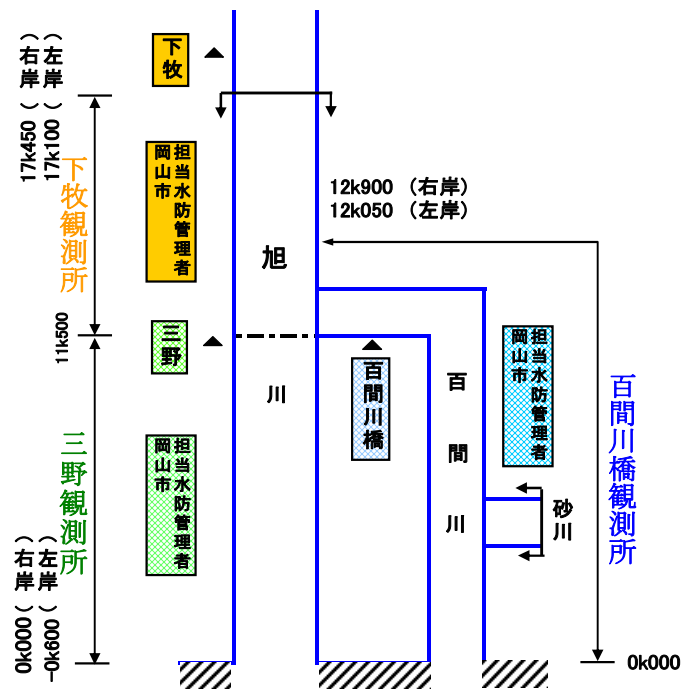 下牧
17k450（右岸）
17k100（左岸）
担当水防管理者
岡山市
下牧観測所
12k900 （右岸）
12k050 （左岸）
旭川
11k500
三野
百間川橋
百間川
担当水防管理者
岡山市
百間川橋観測所
三野観測所
担当水防管理者
岡山市
砂川
0k000（右岸）
-0k600（左岸）
0k000